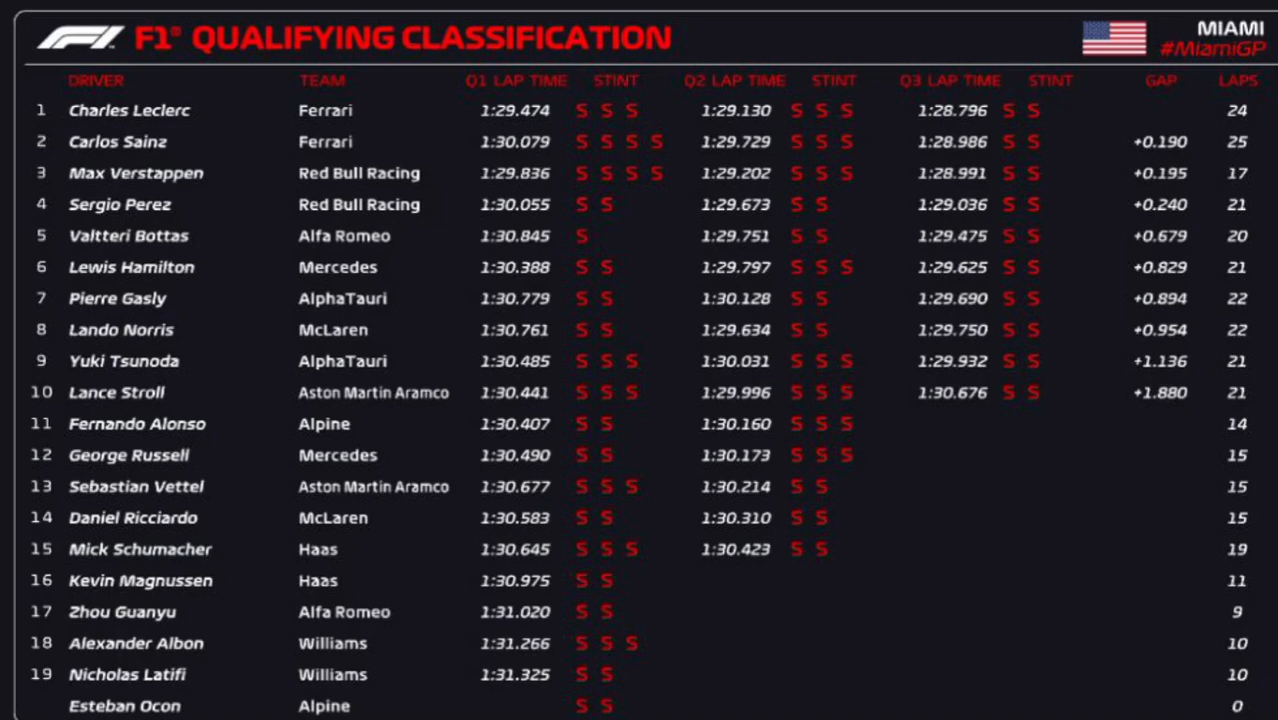 F1® QUALIFYING CLASSIFICATION
MIAMI
#MiamiGP
DRIVER TEAM Q1 LAP TIME STINT Q2 LAP TIME STINT Q3 LAP TIME STINT GAP LAPS
1 Charles Leclerc Ferrari 1:29.474 S S S 1:29.130 S S S 1:28.796 S S 24
2 Carlos Sainz Ferrari 1:30.079 S S S S 1:29.729 S S S 1:28.986 S S +0.190 25
3 Max Verstappen Red Bull Racing 1:29.836 S S S S 1:29.202 S S S 1:28.991 S S +0.195 17
4 Sergio Perez Red Bull Racing 1:30.055 S S 1:29.673 S S 1:29.036 S S +0.240 21
5 Valtteri Bottas Alfa Romeo 1:30.845 S 1:29.751 S S 1:29.475 S S +0.679 20
6 Lewis Hamilton Mercedes 1:30.388 S S 1:29.797 S S S 1:29.625 S S +0.829 21
7 Pierre Gasly AlphaTauri 1:30.779 S S 1:30.128 S S 1:29.690 S S +0.894 22
8 Lando Norris McLaren 1:30.761 S S 1:29.634 S S 1:29.750 S S +0.954 22
9 Yuki Tsunoda AlphaTauri 1:30.485 S S S 1:30.031 S S S 1:29.932 S S +1.136 21
10 Lance Stroll Aston Martin Aramco 1:30.441 S S S 1:29.996 S S S 1:30.676 S S +1.880 21
11 Fernando Alonso Alpine 1:30.407 S S 1:30.160 S S S 14
12 George Russell Mercedes 1:30.490 S S 1:30.173 S S S 15
13 Sebastian Vettel Aston Martin Aramco 1:30.677 S S S 1:30.214 S S 15
14 Daniel Ricciardo McLaren 1:30.583 S S 1:30.310 S S 15
15 Mick Schumacher Haas 1:30.645 S S S 1:30.423 S S 19
16 Kevin Magnussen Haas 1:30.975 S S 11
17 Zhou Guanyu Alfa Romeo 1:31.020 S S 9
18 Alexander Albon Williams 1:31.266 S S S 10
19 Nicholas Latifi Williams 1:31.325 S S 10
Esteban Ocon Alpine S S 0